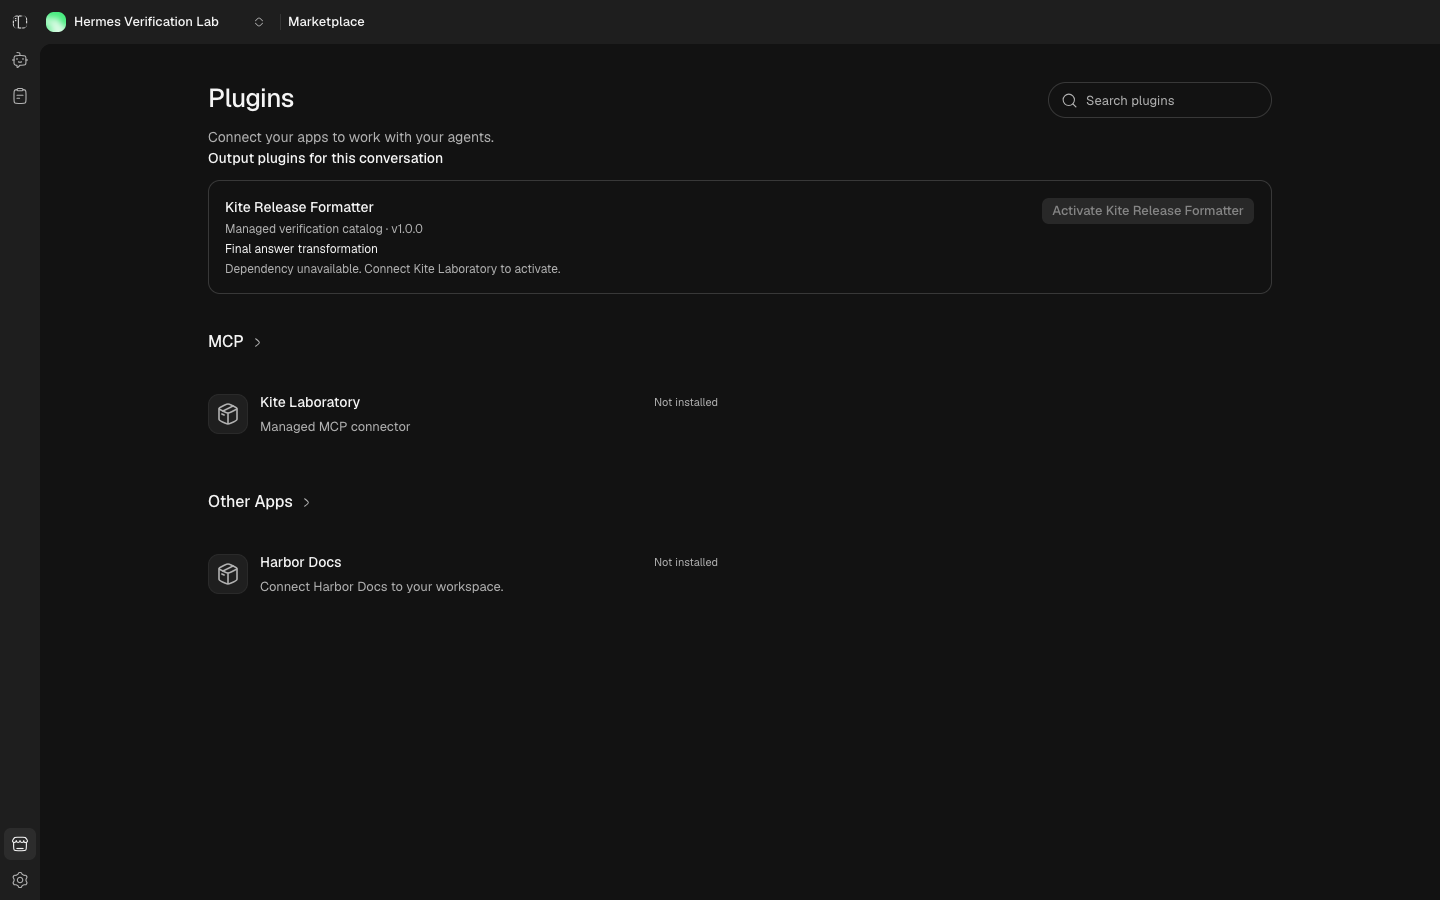 Hermes Verification Lab
Marketplace
Plugins
Search plugins
Connect your apps to work with your agents.
Output plugins for this conversation
Kite Release Formatter
Activate Kite Release Formatter
Managed verification catalog · v1.0.0
Final answer transformation
Dependency unavailable. Connect Kite Laboratory to activate.
MCP
Kite Laboratory
Not installed
Managed MCP connector
Other Apps
Harbor Docs
Not installed
Connect Harbor Docs to your workspace.